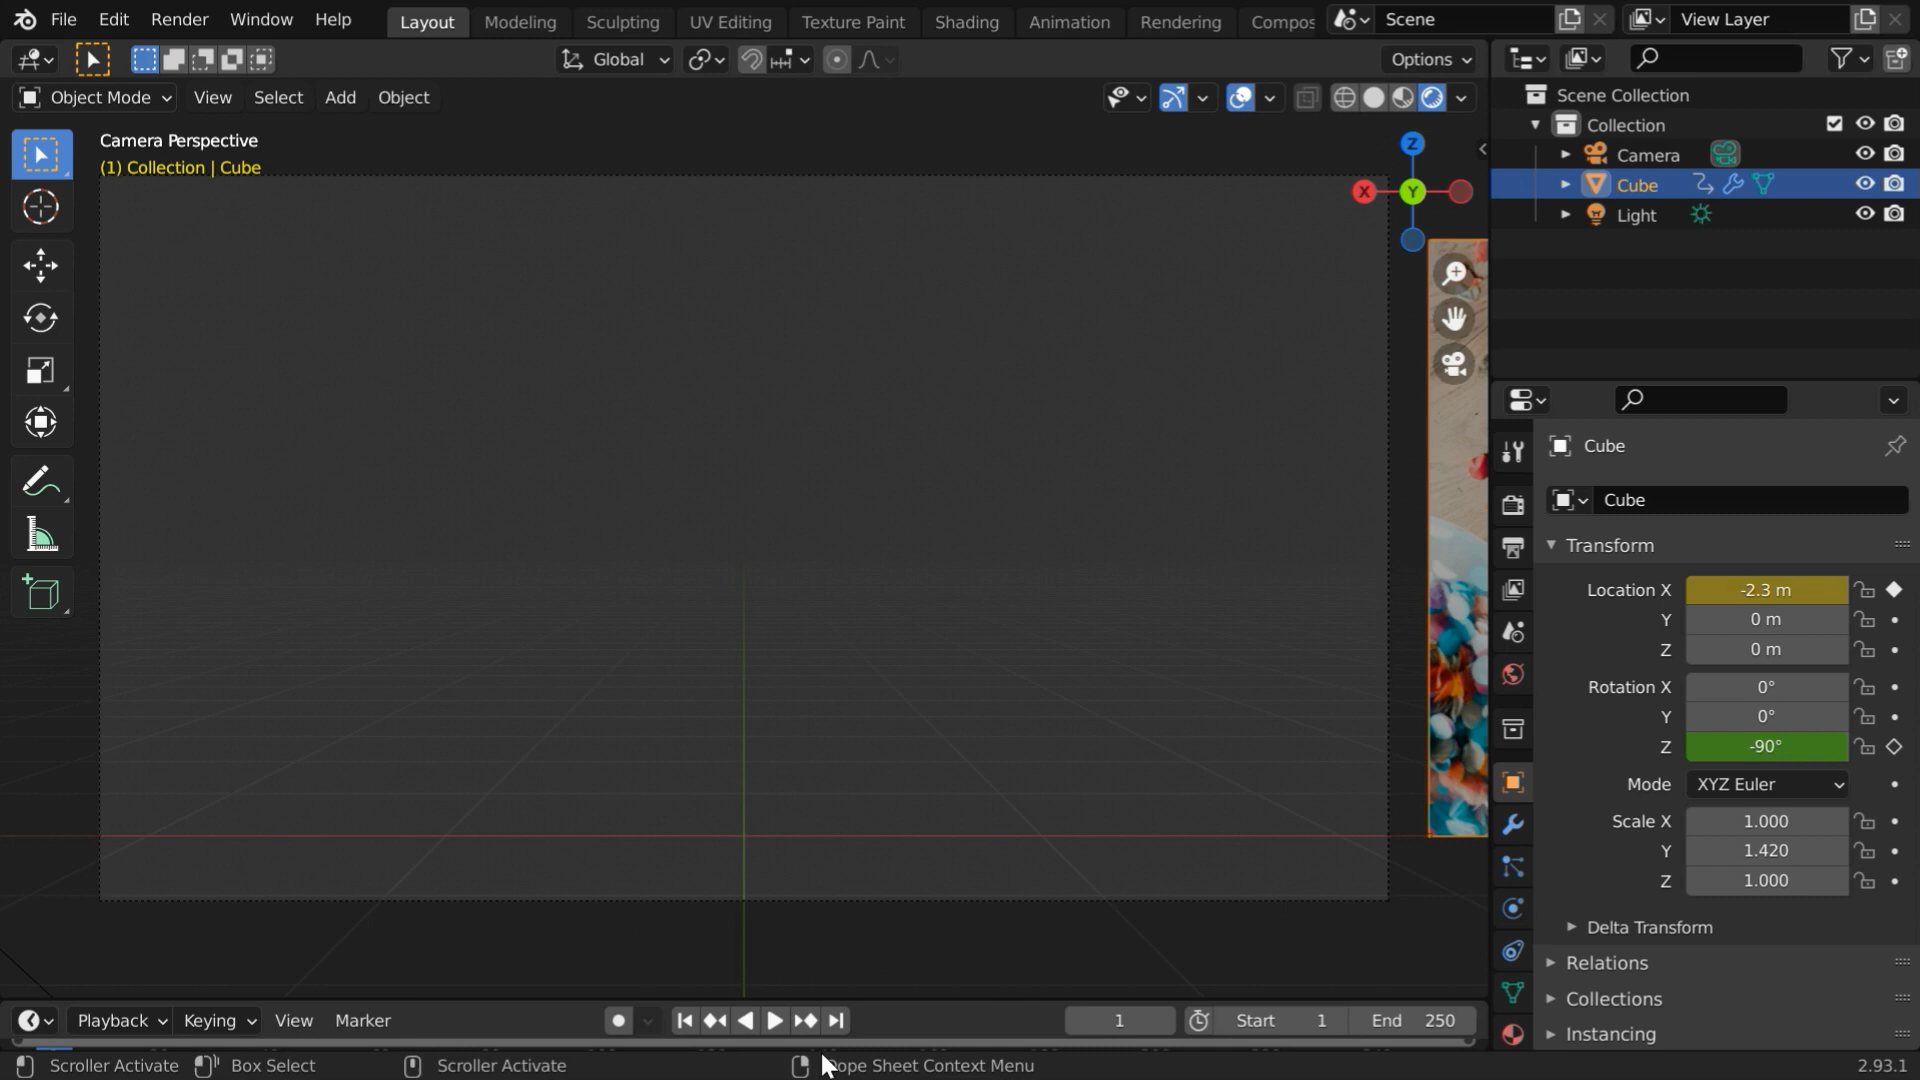 File Edit Render Window Help Layout Modeling Sculpting UV Editing Texture Paint Shading Animation Rendering Compos Scene View Layer
Global Options
Object Mode View Select Add Object
Camera Perspective
(1) Collection | Cube
Z
X
Y
Scene Collection
Collection
Camera
Cube
Light
Cube
Cube
Transform
Location X -2.3 m
Y 0 m
Z 0 m
Rotation X 0°
Y 0°
Z -90°
Mode XYZ Euler
Scale X 1.000
Y 1.420
Z 1.000
Delta Transform
Relations
Collections
Instancing
Playback Keying View Marker 1 Start 1 End 250
Scroller Activate Box Select Scroller Activate ope Sheet Context Menu 2.93.1